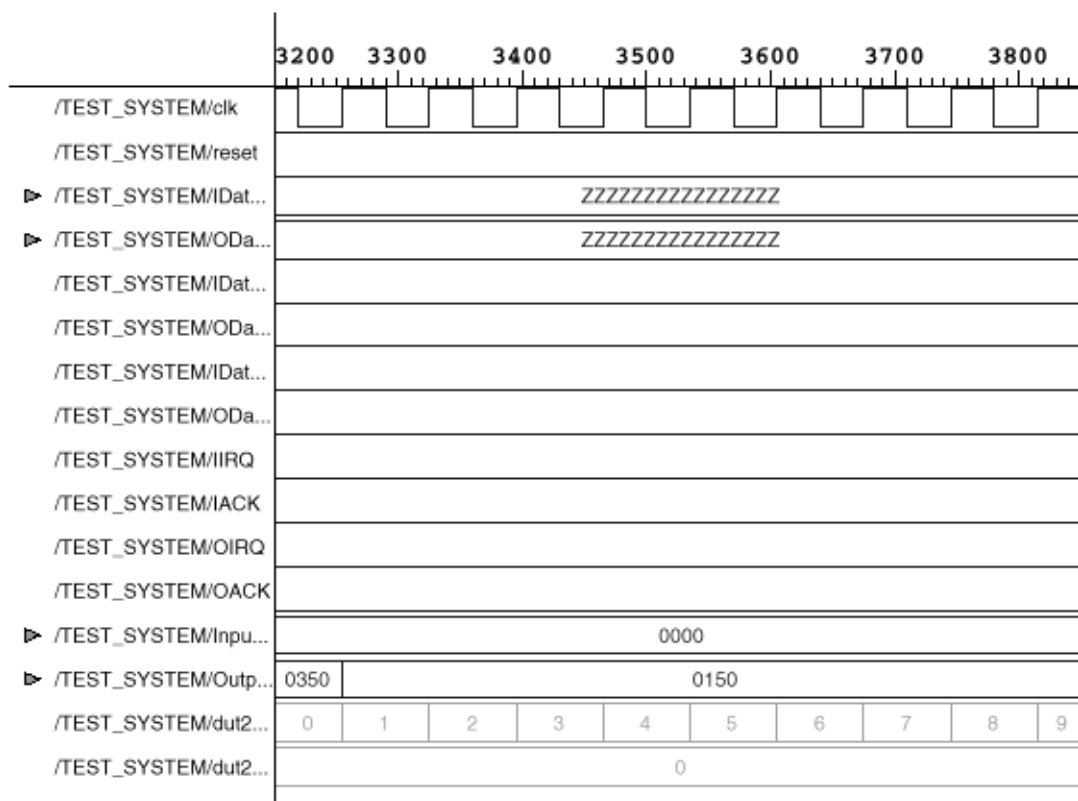 3200 3300 3400 3500 3600 3700 3800
/TEST_SYSTEM/clk
/TEST_SYSTEM/reset
/TEST_SYSTEM/IDat... ZZZZZZZZZZZZZZZZ
/TEST_SYSTEM/ODa... ZZZZZZZZZZZZZZZZ
/TEST_SYSTEM/IDat...
/TEST_SYSTEM/ODa...
/TEST_SYSTEM/IDat...
/TEST_SYSTEM/ODa...
/TEST_SYSTEM/IIRQ
/TEST_SYSTEM/IACK
/TEST_SYSTEM/OIRQ
/TEST_SYSTEM/OACK
/TEST_SYSTEM/Inpu... 0000
/TEST_SYSTEM/Outp... 0350 0150
/TEST_SYSTEM/dut2... 0 1 2 3 4 5 6 7 8 9
/TEST_SYSTEM/dut2... 0